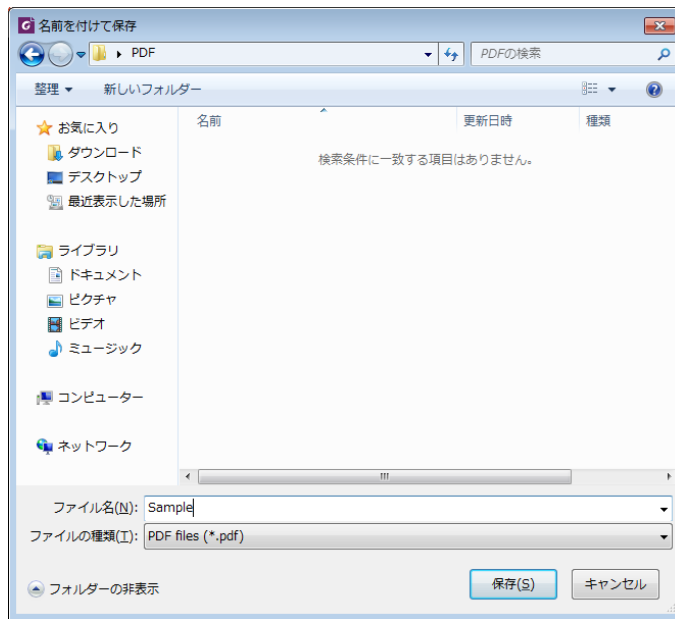 名前を付けて保存
PDF
PDFの検索
整理 新しいフォルダー
名前 更新日時 種類
検索条件に一致する項目はありません。
お気に入り
ダウンロード
デスクトップ
最近表示した場所
ライブラリ
ドキュメント
ピクチャ
ビデオ
ミュージック
コンピューター
ネットワーク
ファイル名(N): Sample
ファイルの種類(T): PDF files (*.pdf)
フォルダーの非表示 保存(S) キャンセル